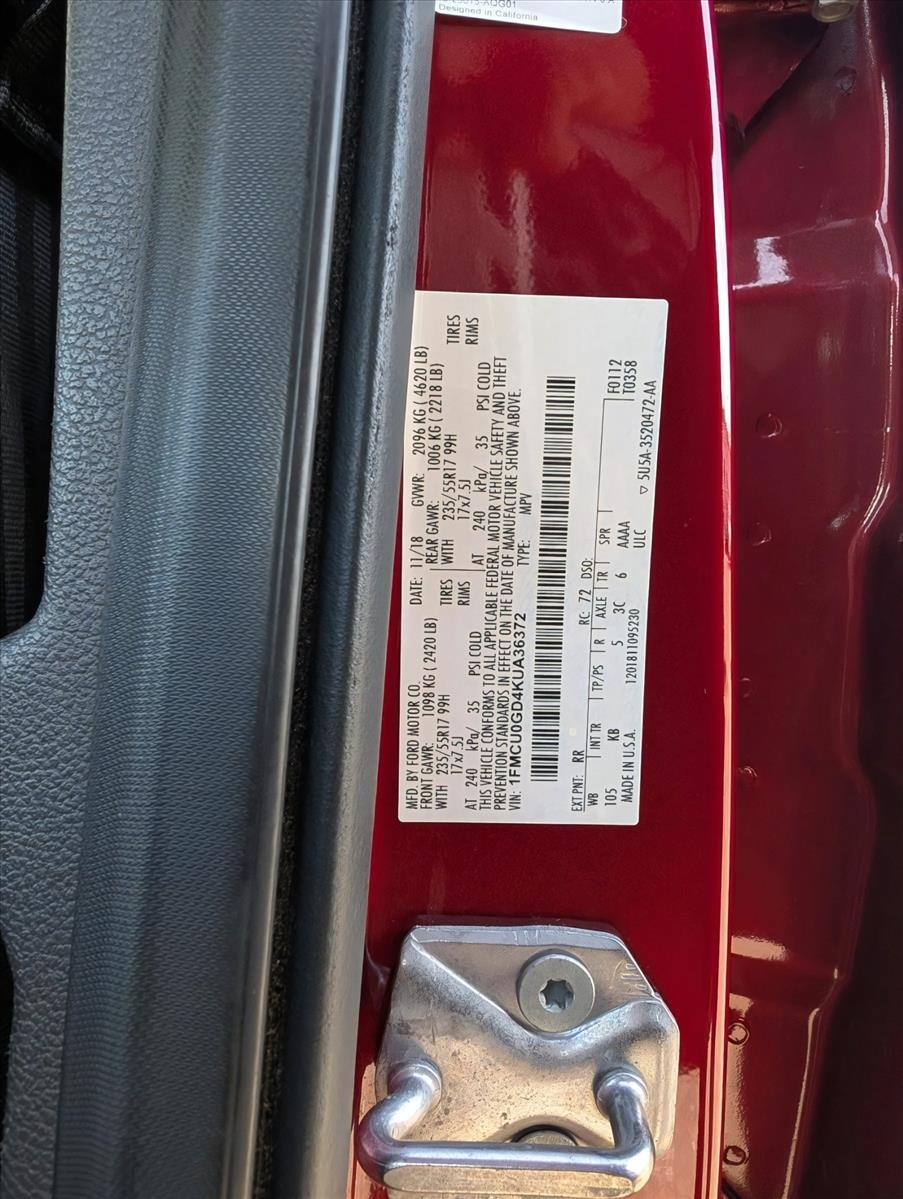 25015-AQG01
Designed in California
MFD. BY FORD MOTOR CO.
DATE: 11/18 GVWR: 2096 KG ( 4620 LB)
FRONT GAWR: 1098 KG ( 2420 LB)
REAR GAWR: 1006 KG ( 2218 LB)
WITH 235/55R17 99H TIRES
WITH 235/55R17 99H TIRES
17x7.5J RIMS
17x7.5J RIMS
AT 240 kPa/ 35 PSI COLD
AT 240 kPa/ 35 PSI COLD
THIS VEHICLE CONFORMS TO ALL APPLICABLE FEDERAL MOTOR VEHICLE SAFETY AND THEFT
PREVENTION STANDARDS IN EFFECT ON THE DATE OF MANUFACTURE SHOWN ABOVE.
VIN: 1FMCU0GD4KUA36372 TYPE: MPV
EXT PNT: RR RC: 72 DSO:
WB INT TR TP/PS R AXLE TR SPR F0112
105 KB 5 3C 6 AAAA T0358
MADE IN U.S.A. 1201811095230 ULC ▽ 5U5A-3520472-AA